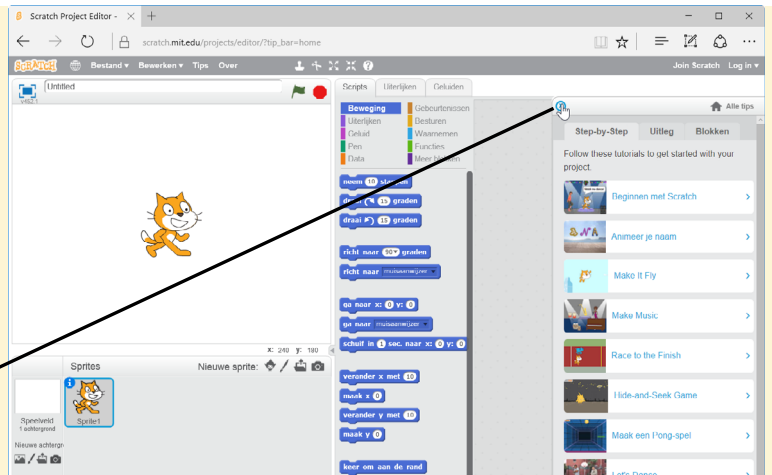 Scratch Project Editor -
scratch.mit.edu/projects/editor/?tip_bar=home
SCRATCH Bestand Bewerken Tips Over Join Scratch Log in
Untitled
v452.1
Scripts Uiterlijken Geluiden
Beweging Gebeurtenissen
Uiterlijken Besturen
Geluid Waarnemen
Pen Functies
Data Meer blokken
neem 10 stappen
draai 15 graden
draai 15 graden
richt naar 90 graden
richt naar muisaanwijzer
ga naar x: 0 y: 0
ga naar muisaanwijzer
schuif in 1 sec. naar x: 0 y: 0
verander x met 10
maak x 0
verander y met 10
maak y 0
keer om aan de rand
X: 240 y: 180
Sprites Nieuwe sprite:
Speelveld
1 achtergrond
Sprite1
Nieuwe achtergr
Alle tips
Step-by-Step Uitleg Blokken
Follow these tutorials to get started with your
project.
Beginnen met Scratch
Animeer je naam
Make It Fly
Make Music
Race to the Finish
Hide-and-Seek Game
Maak een Pong-spel
Let's Dance